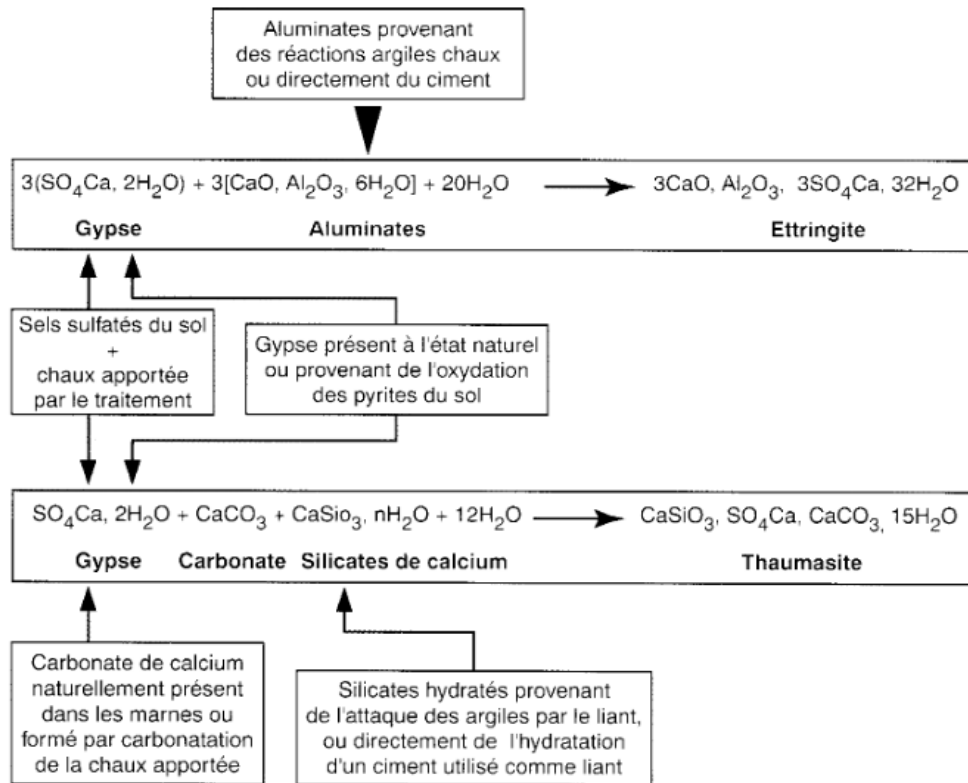 Aluminates provenant
des réactions argiles chaux
ou directement du ciment
3(SO₄Ca, 2H₂O) + 3[CaO, Al₂O₃, 6H₂O] + 20H₂O → 3CaO, Al₂O₃, 3SO₄Ca, 32H₂O
Gypse Aluminates Ettringite
Sels sulfatés du sol
+
chaux apportée
par le traitement
Gypse présent à l'état naturel
ou provenant de l'oxydation
des pyrites du sol
SO₄Ca, 2H₂O + CaCO₃ + CaSio₃, nH₂O + 12H₂O → CaSiO₃, SO₄Ca, CaCO₃, 15H₂O
Gypse Carbonate Silicates de calcium Thaumasite
Carbonate de calcium
naturellement présent
dans les marnes ou
formé par carbonatation
de la chaux apportée
Silicates hydratés provenant
de l'attaque des argiles par le liant,
ou directement de l'hydratation
d'un ciment utilisé comme liant